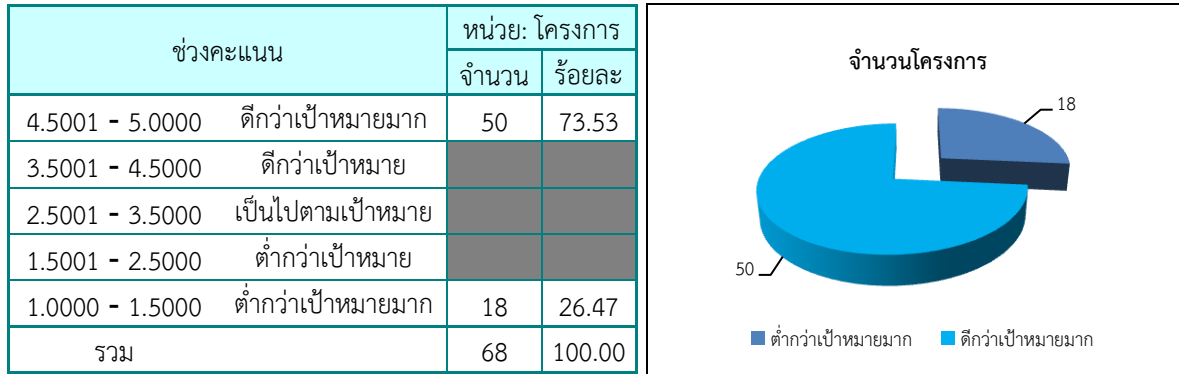 ช่วงคะแนน หน่วย: โครงการ
จำนวน ร้อยละ
4.5001 - 5.0000 ดีกว่าเป้าหมายมาก 50 73.53
3.5001 - 4.5000 ดีกว่าเป้าหมาย
2.5001 - 3.5000 เป็นไปตามเป้าหมาย
1.5001 - 2.5000 ต่ำกว่าเป้าหมาย
1.0000 - 1.5000 ต่ำกว่าเป้าหมายมาก 18 26.47
รวม 68 100.00
จำนวนโครงการ
18
50
ต่ำกว่าเป้าหมายมาก ดีกว่าเป้าหมายมาก